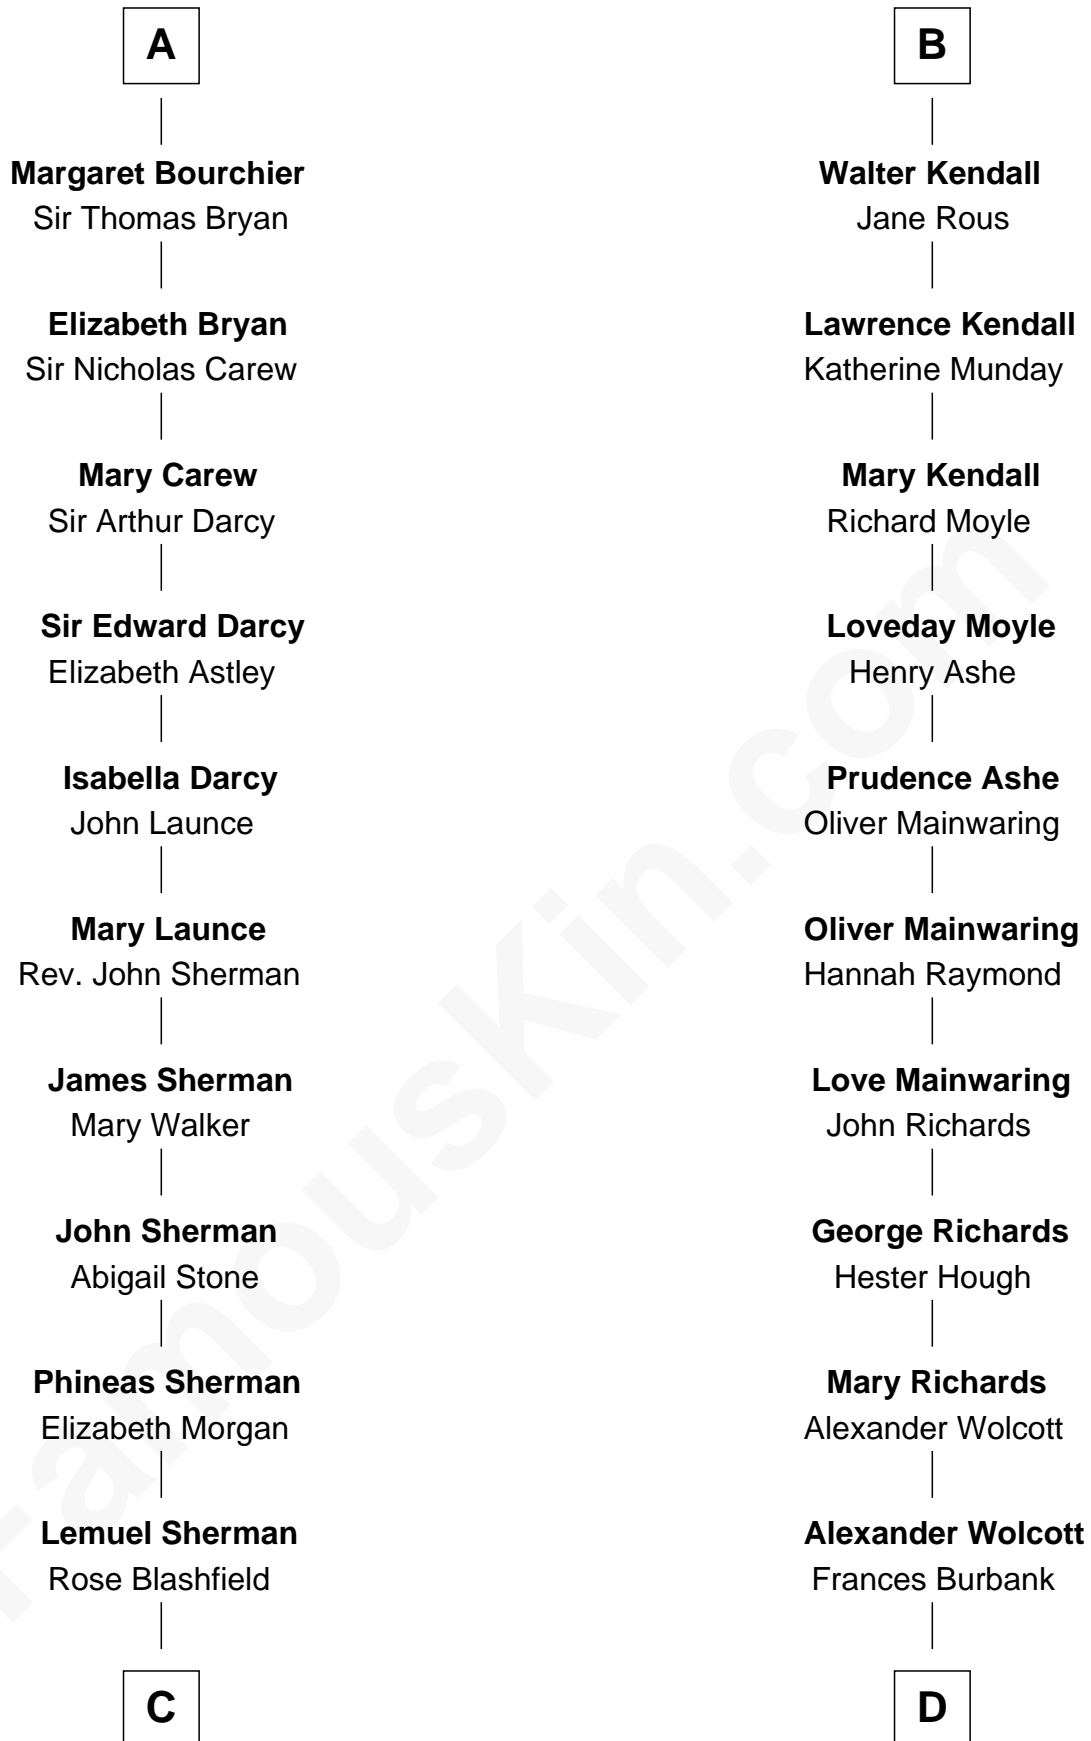 A
Margaret Bourchier
Sir Thomas Bryan
Elizabeth Bryan
Sir Nicholas Carew
Mary Carew
Sir Arthur Darcy
Sir Edward Darcy
Elizabeth Astley
Isabella Darcy
John Launce
Mary Launce
Rev. John Sherman
James Sherman
Mary Walker
John Sherman
Abigail Stone
Phineas Sherman
Elizabeth Morgan
Lemuel Sherman
Rose Blashfield
C
B
Walter Kendall
Jane Rous
Lawrence Kendall
Katherine Munday
Mary Kendall
Richard Moyle
Loveday Moyle
Henry Ashe
Prudence Ashe
Oliver Mainwaring
Oliver Mainwaring
Hannah Raymond
Love Mainwaring
John Richards
George Richards
Hester Hough
Mary Richards
Alexander Wolcott
Alexander Wolcott
Frances Burbank
D
FamousKin.com